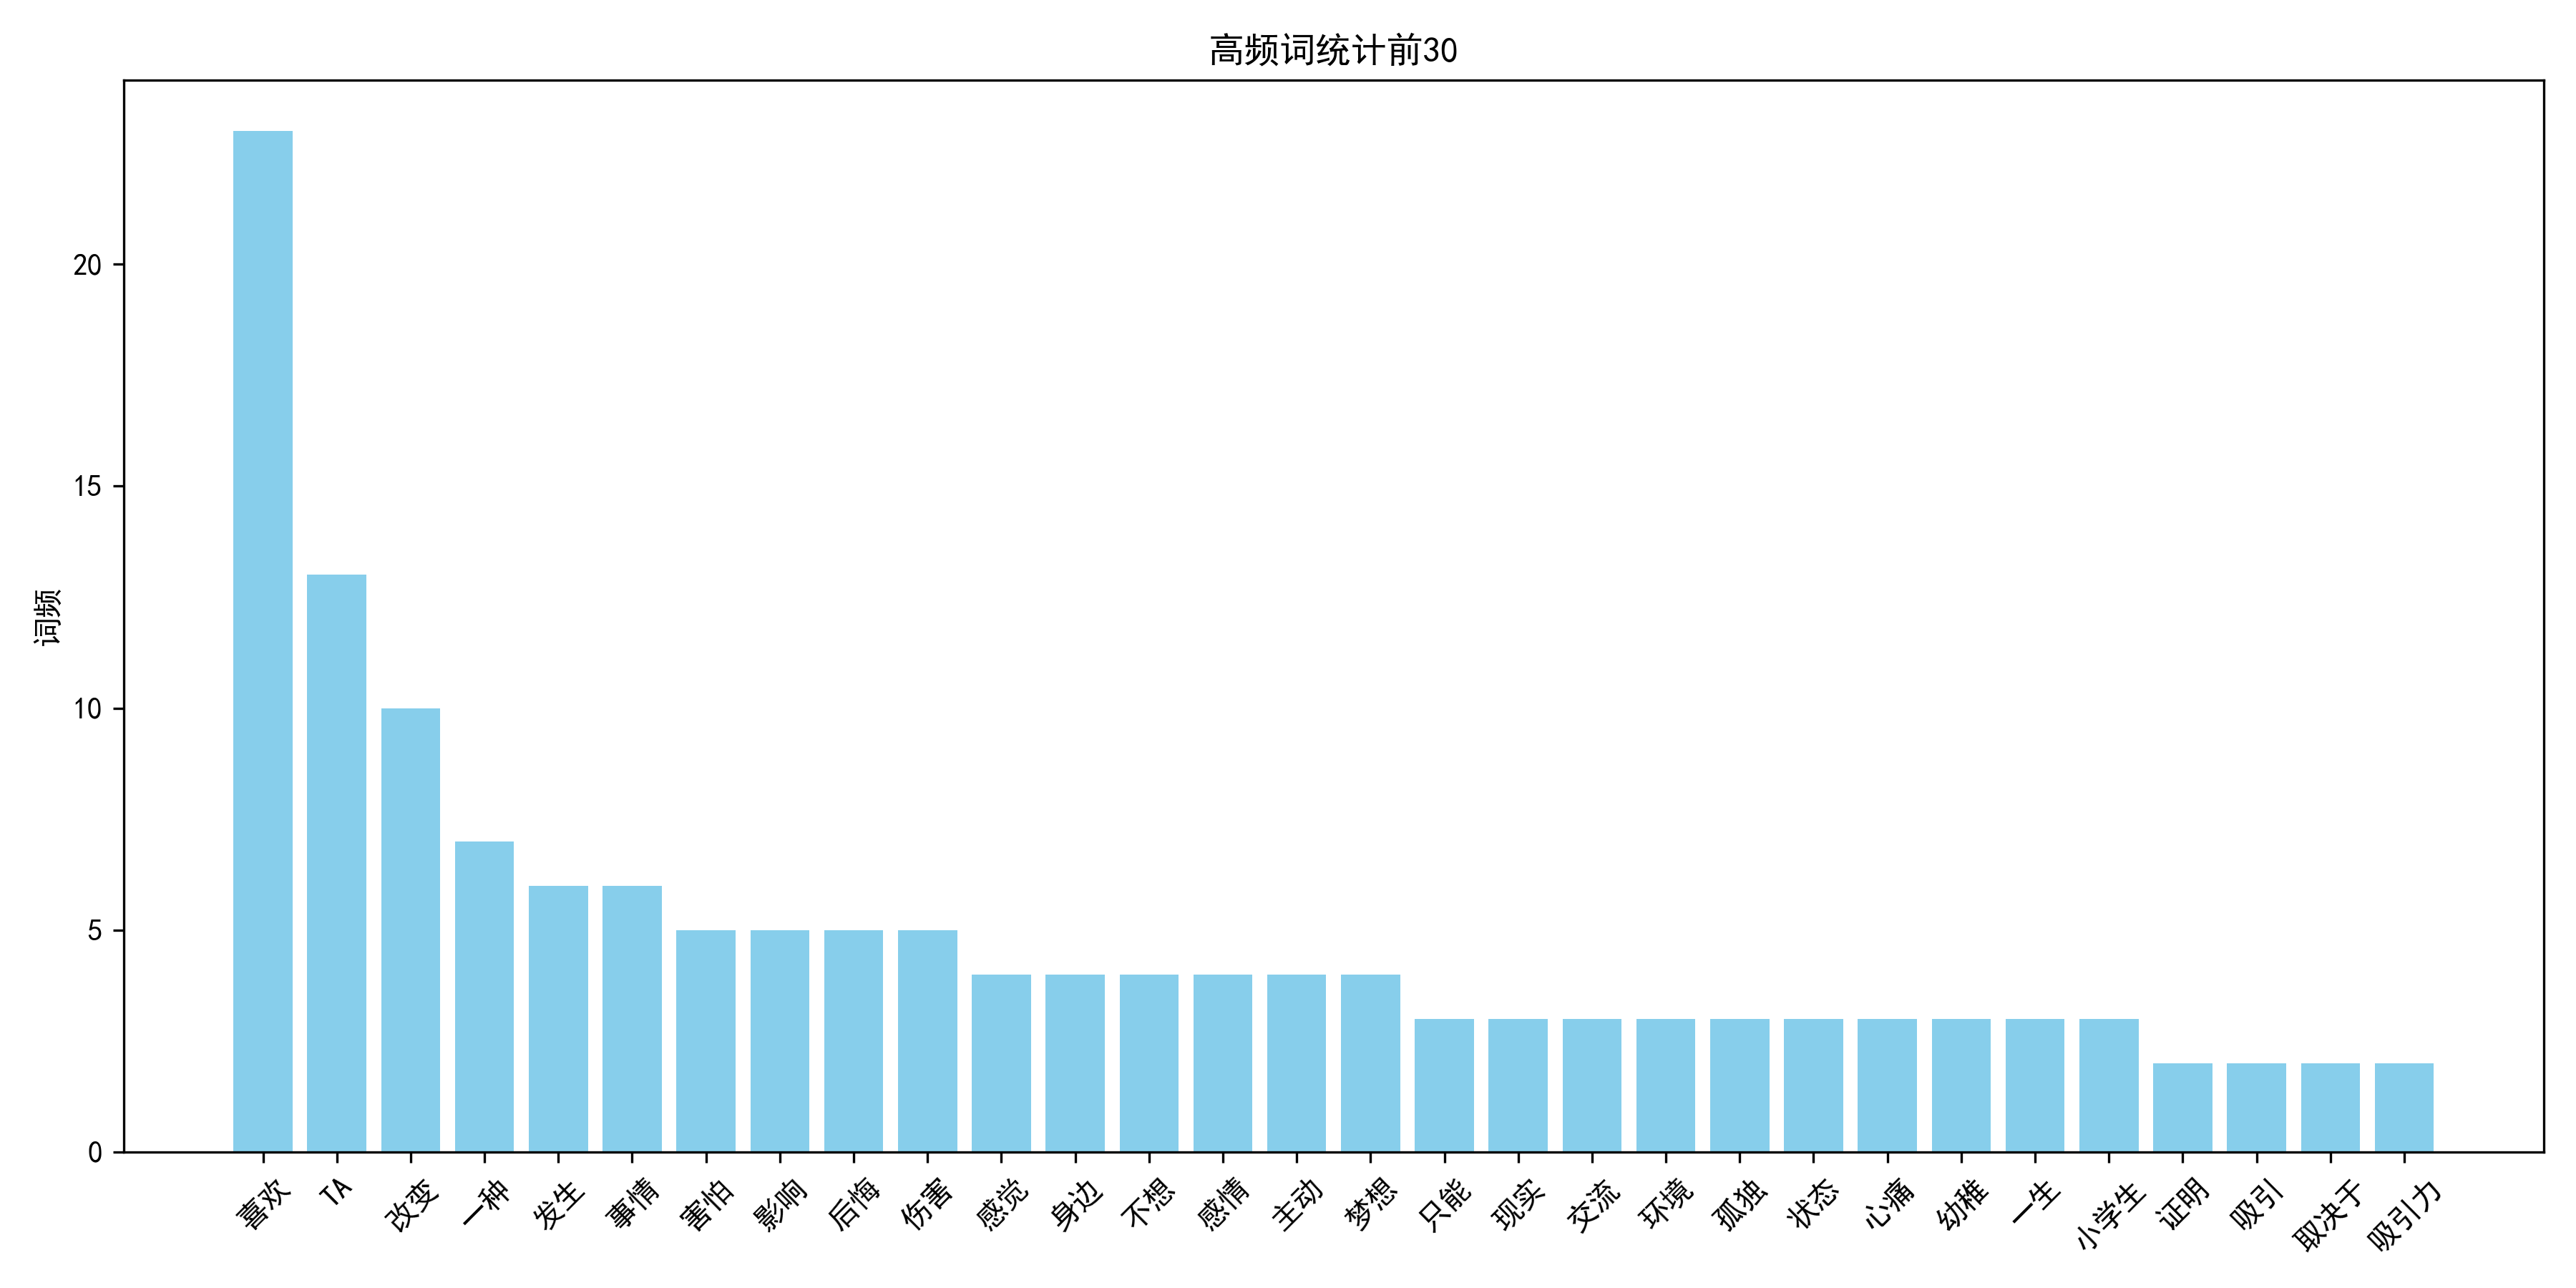 高频词统计前30
词频
20
15
10
5
0
喜欢
TA
改变
一种
发生
事情
害怕
影响
后悔
伤害
感觉
身边
不想
感情
主动
梦想
只能
现实
交流
环境
孤独
状态
心痛
幼稚
一生
小学生
证明
吸引
取决于
吸引力